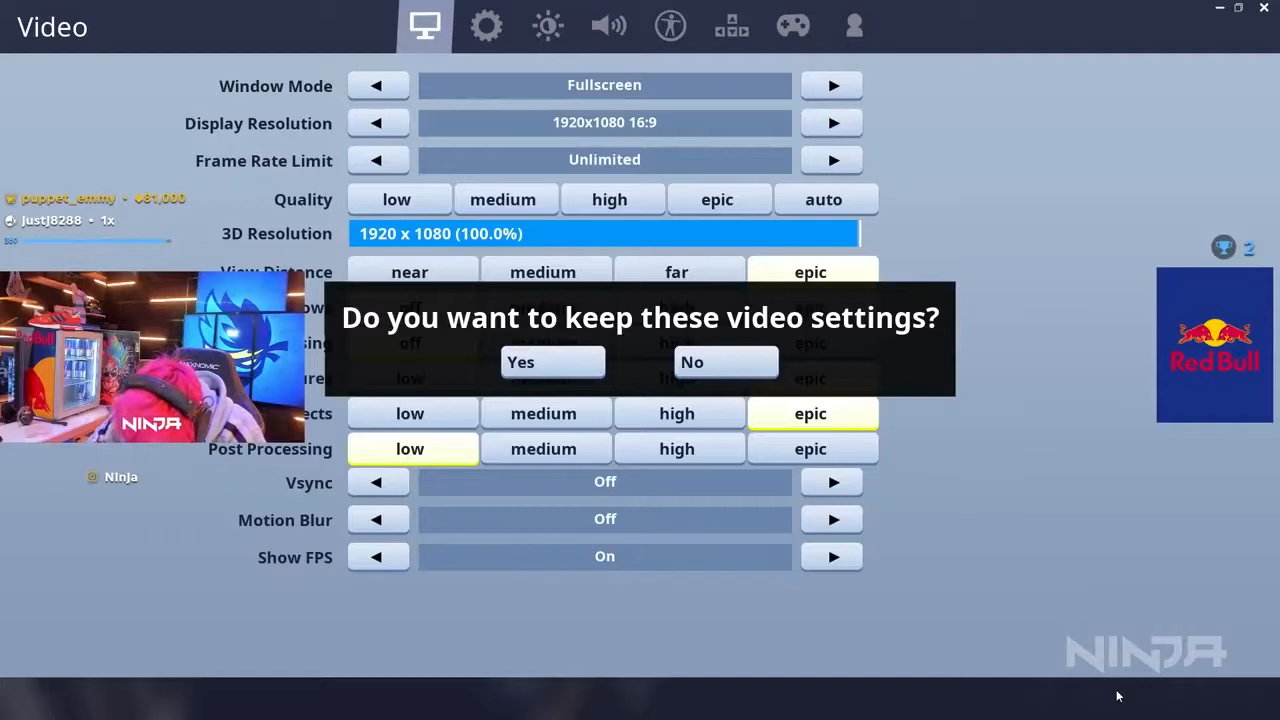 Video
Window Mode ◀ Fullscreen ▶
Display Resolution ◀ 1920x1080 16:9 ▶
Frame Rate Limit ◀ Unlimited ▶
puppet_emmy • 81,000
Quality low medium high epic auto
JustJ8288 • 1x
3D Resolution 1920 x 1080 (100.0%)
360
2
near medium far epic
Do you want to keep these video settings?
Yes No
Red Bull
low medium high epic
NINJA
Post Processing low medium high epic
Ninja
Vsync ◀ Off ▶
Motion Blur ◀ Off ▶
Show FPS ◀ On ▶
NINJA